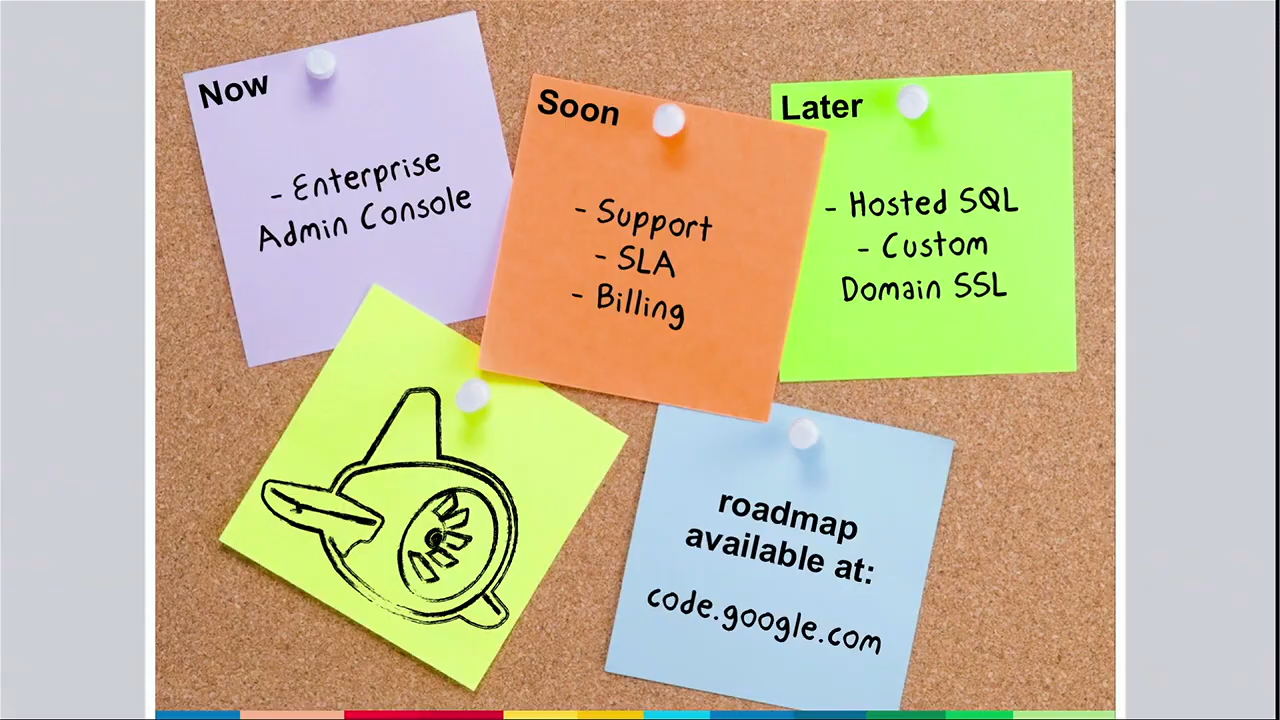 Now
- Enterprise
Admin Console
Soon
- Support
- SLA
- Billing
Later
- Hosted SQL
- Custom
Domain SSL
roadmap
available at:
code.google.com